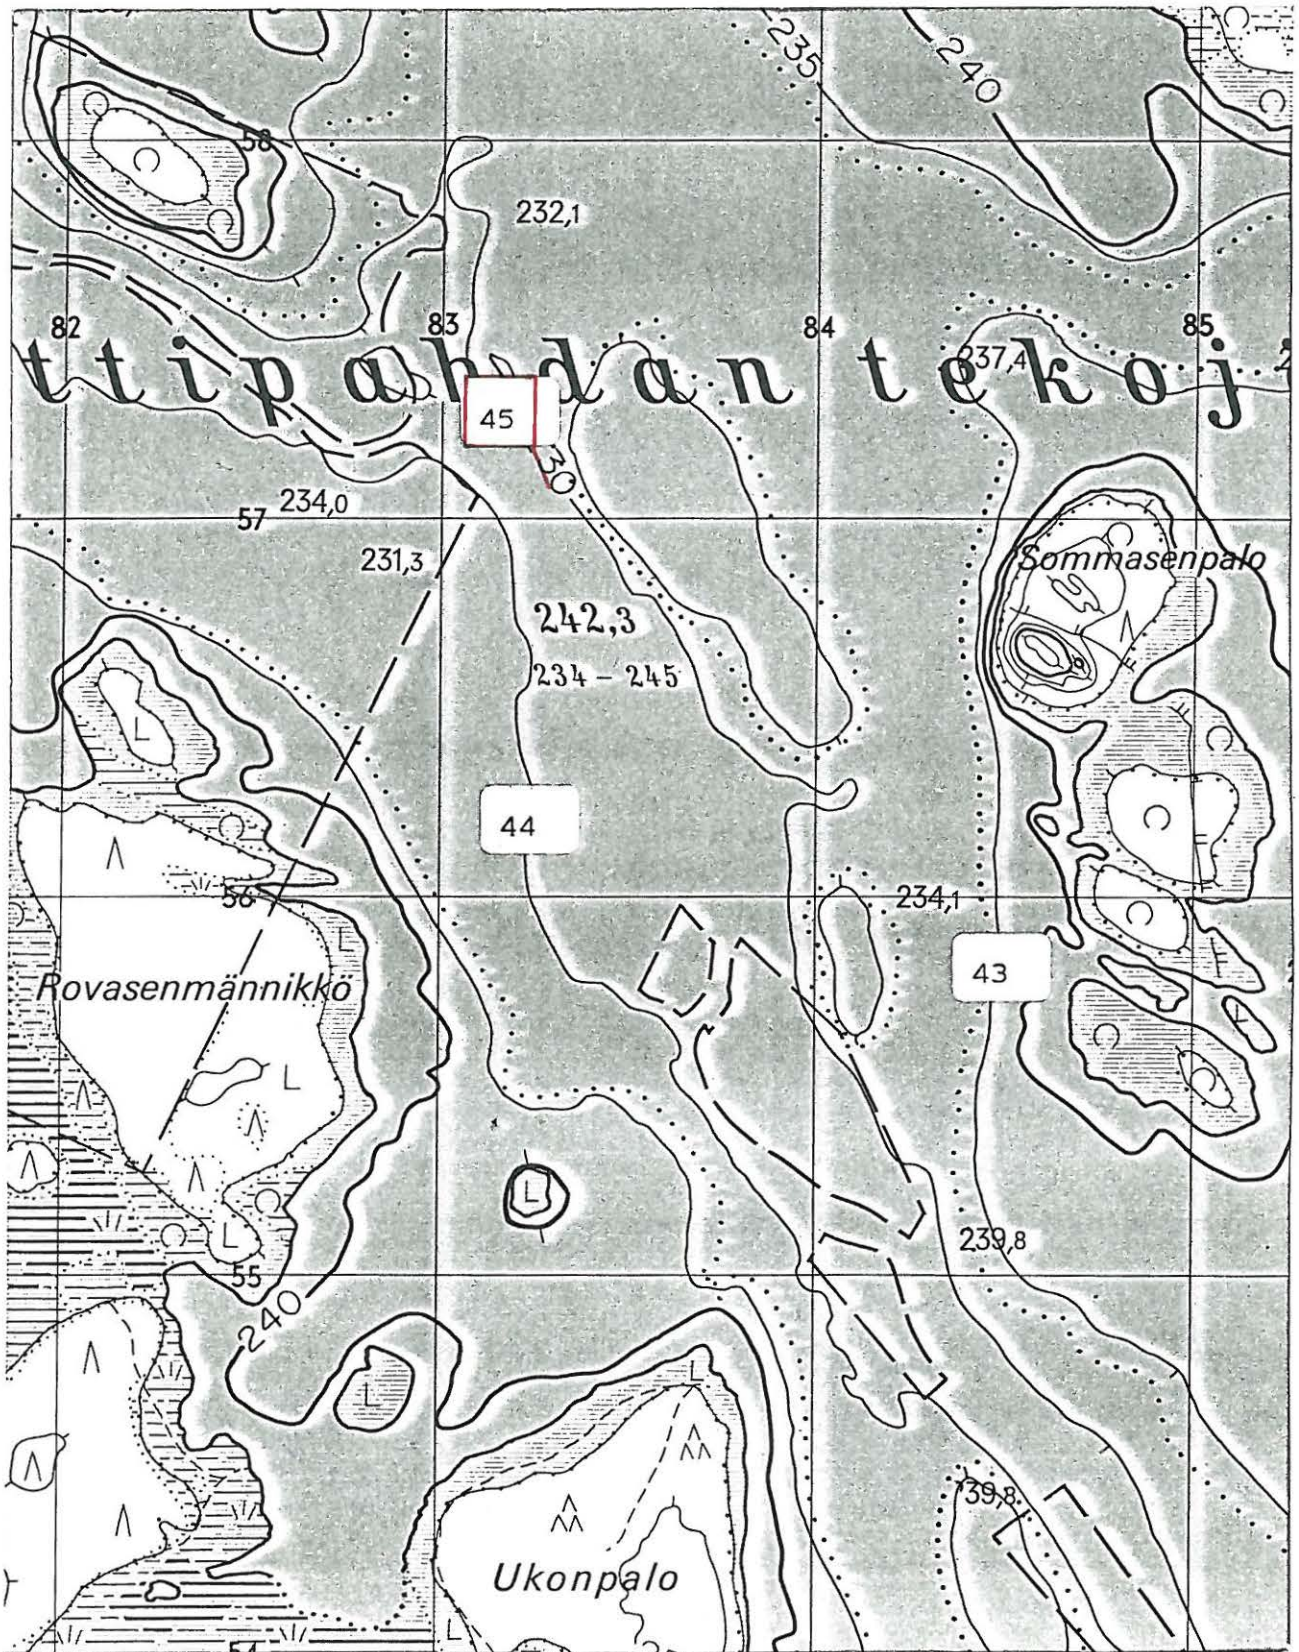 235
240
58
232,1
82
83
84
85
ttipahdan tekoj
237,4
45
30
57
234,0
231,3
Sommasenpalo
242,3
234 – 245
L
44
56
234,1
L
43
Rovasenmännikkö
L
L
L
L
239,8
55
240
L
L
39,8
Ukonpalo
L